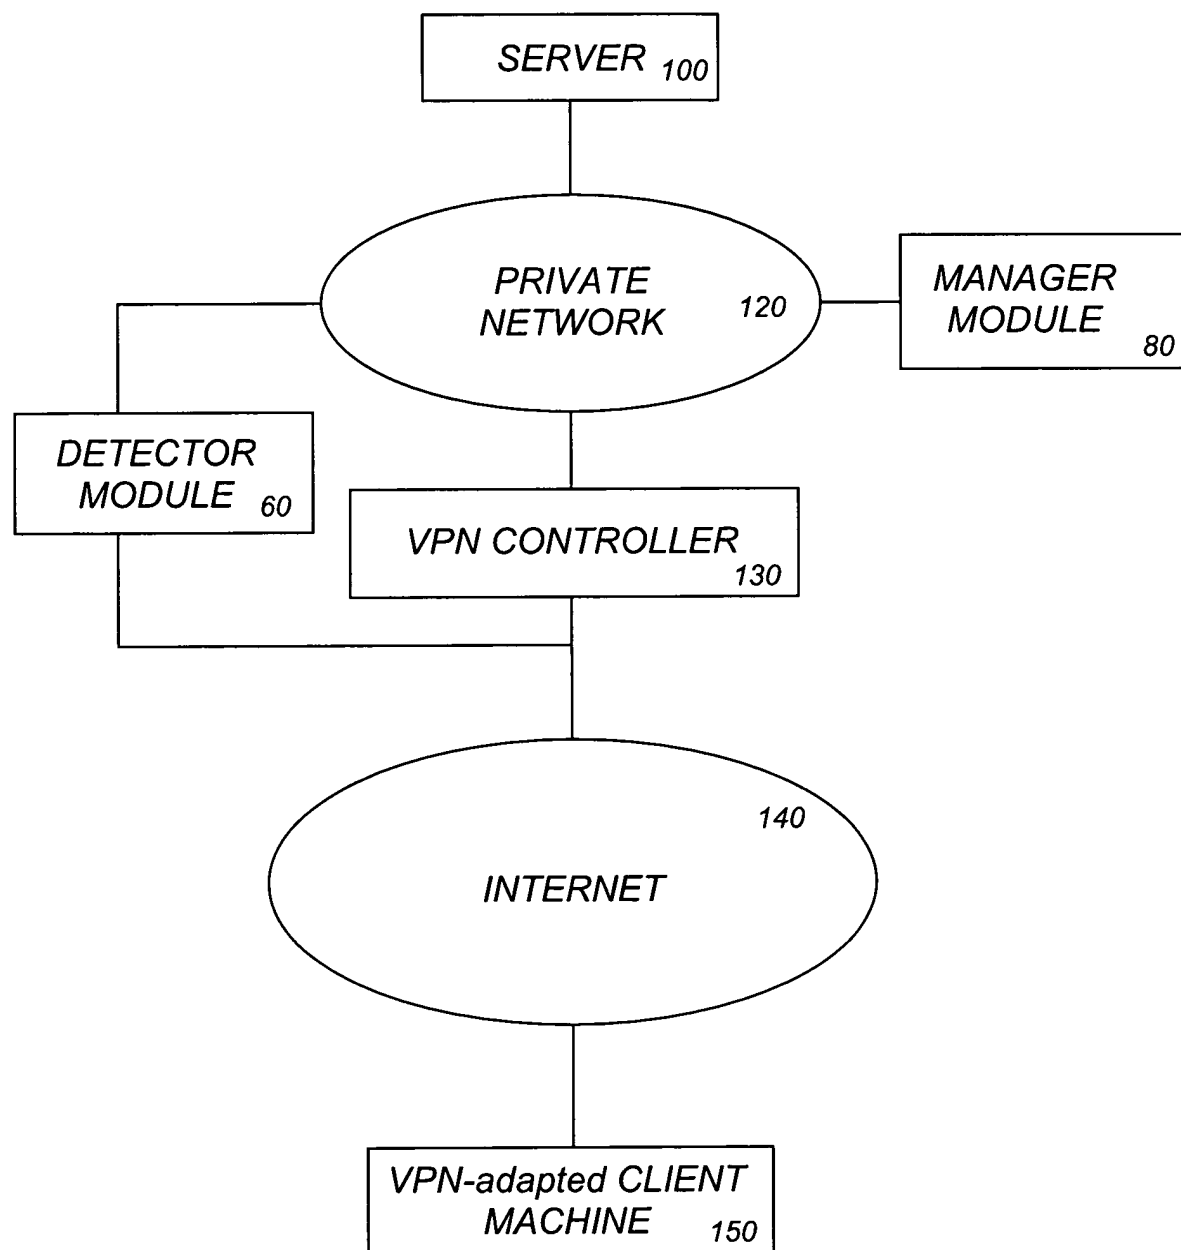 SERVER 100
PRIVATE
NETWORK 120
MANAGER
MODULE 80
DETECTOR
MODULE 60
VPN CONTROLLER
130
140
INTERNET
VPN-adapted CLIENT
MACHINE 150